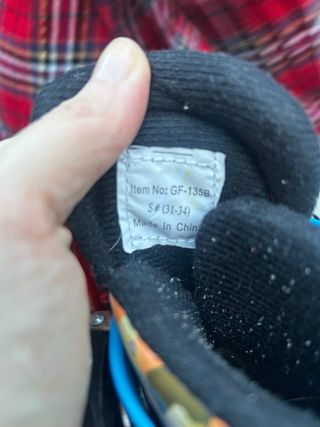 Item No: GF-135B
S# (31-34)
Made In China